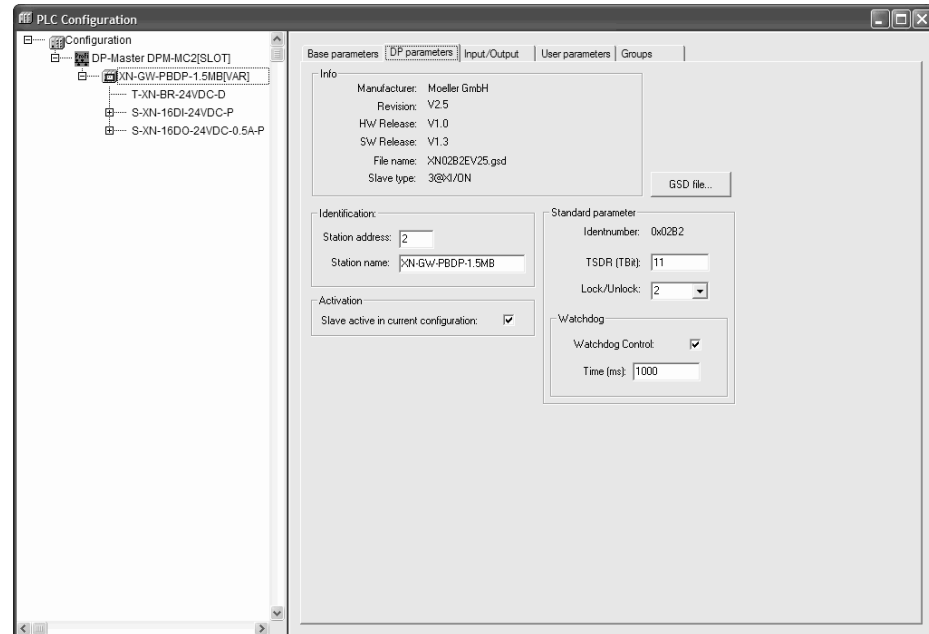 PLC Configuration
Configuration
DP-Master DPM-MC2[SLOT]
XN-GW-PBDP-1.5MB[VAR]
T-XN-BR-24VDC-D
S-XN-16DI-24VDC-P
S-XN-16DO-24VDC-0.5A-P
Base parameters DP parameters Input/Output User parameters Groups
Info
Manufacturer: Moeller GmbH
Revision: V2.5
HW Release: V1.0
SW Release: V1.3
File name: XN02B2EV25.gsd
Slave type: 3@XI/ON
GSD file...
Identification:
Station address: 2
Station name: XN-GW-PBDP-1.5MB
Activation
Slave active in current configuration:
Standard parameter
Identnumber: 0x02B2
TSDR (TBit): 11
Lock/Unlock: 2
Watchdog
Watchdog Control:
Time (ms): 1000